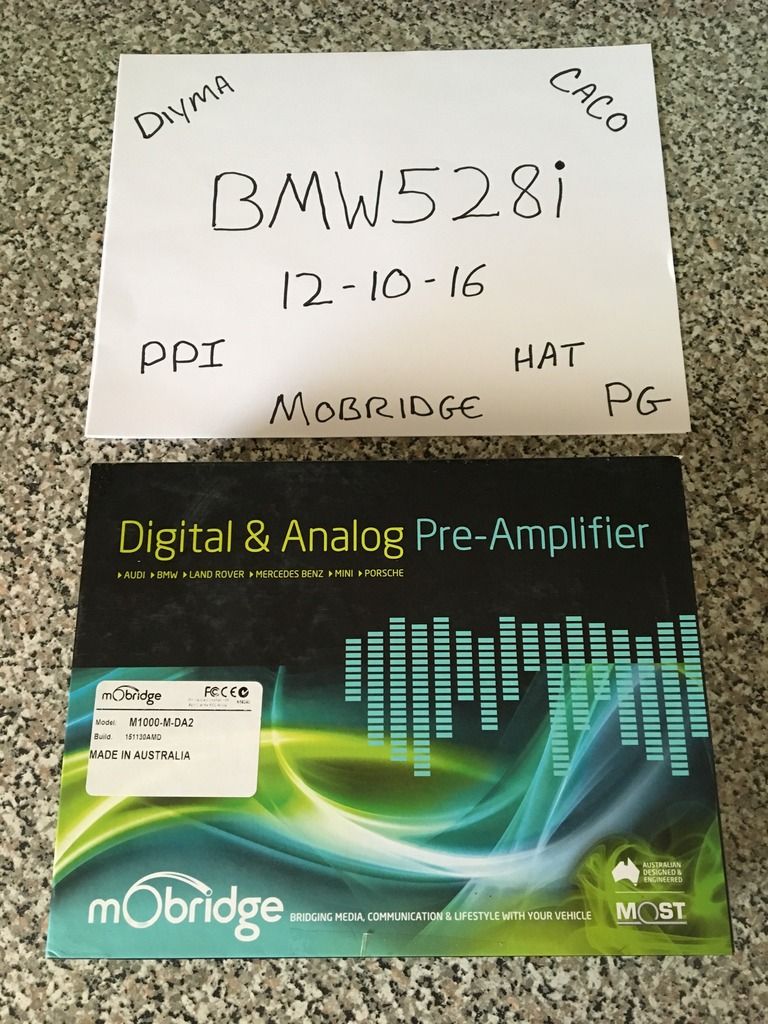 DIYMA
CACO
BMW528i
12-10-16
PPI
HAT
MOBRIDGE
PG
Digital & Analog Pre-Amplifier
AUDI BMW LAND ROVER MERCEDES BENZ MINI PORSCHE
mObridge
FC CE
Model: M1000-M-DA2
Build: 151130AMD
MADE IN AUSTRALIA
AUSTRALIAN
DESIGNED &
ENGINEERED
mObridge BRIDGING MEDIA, COMMUNICATION & LIFESTYLE WITH YOUR VEHICLE
MOST